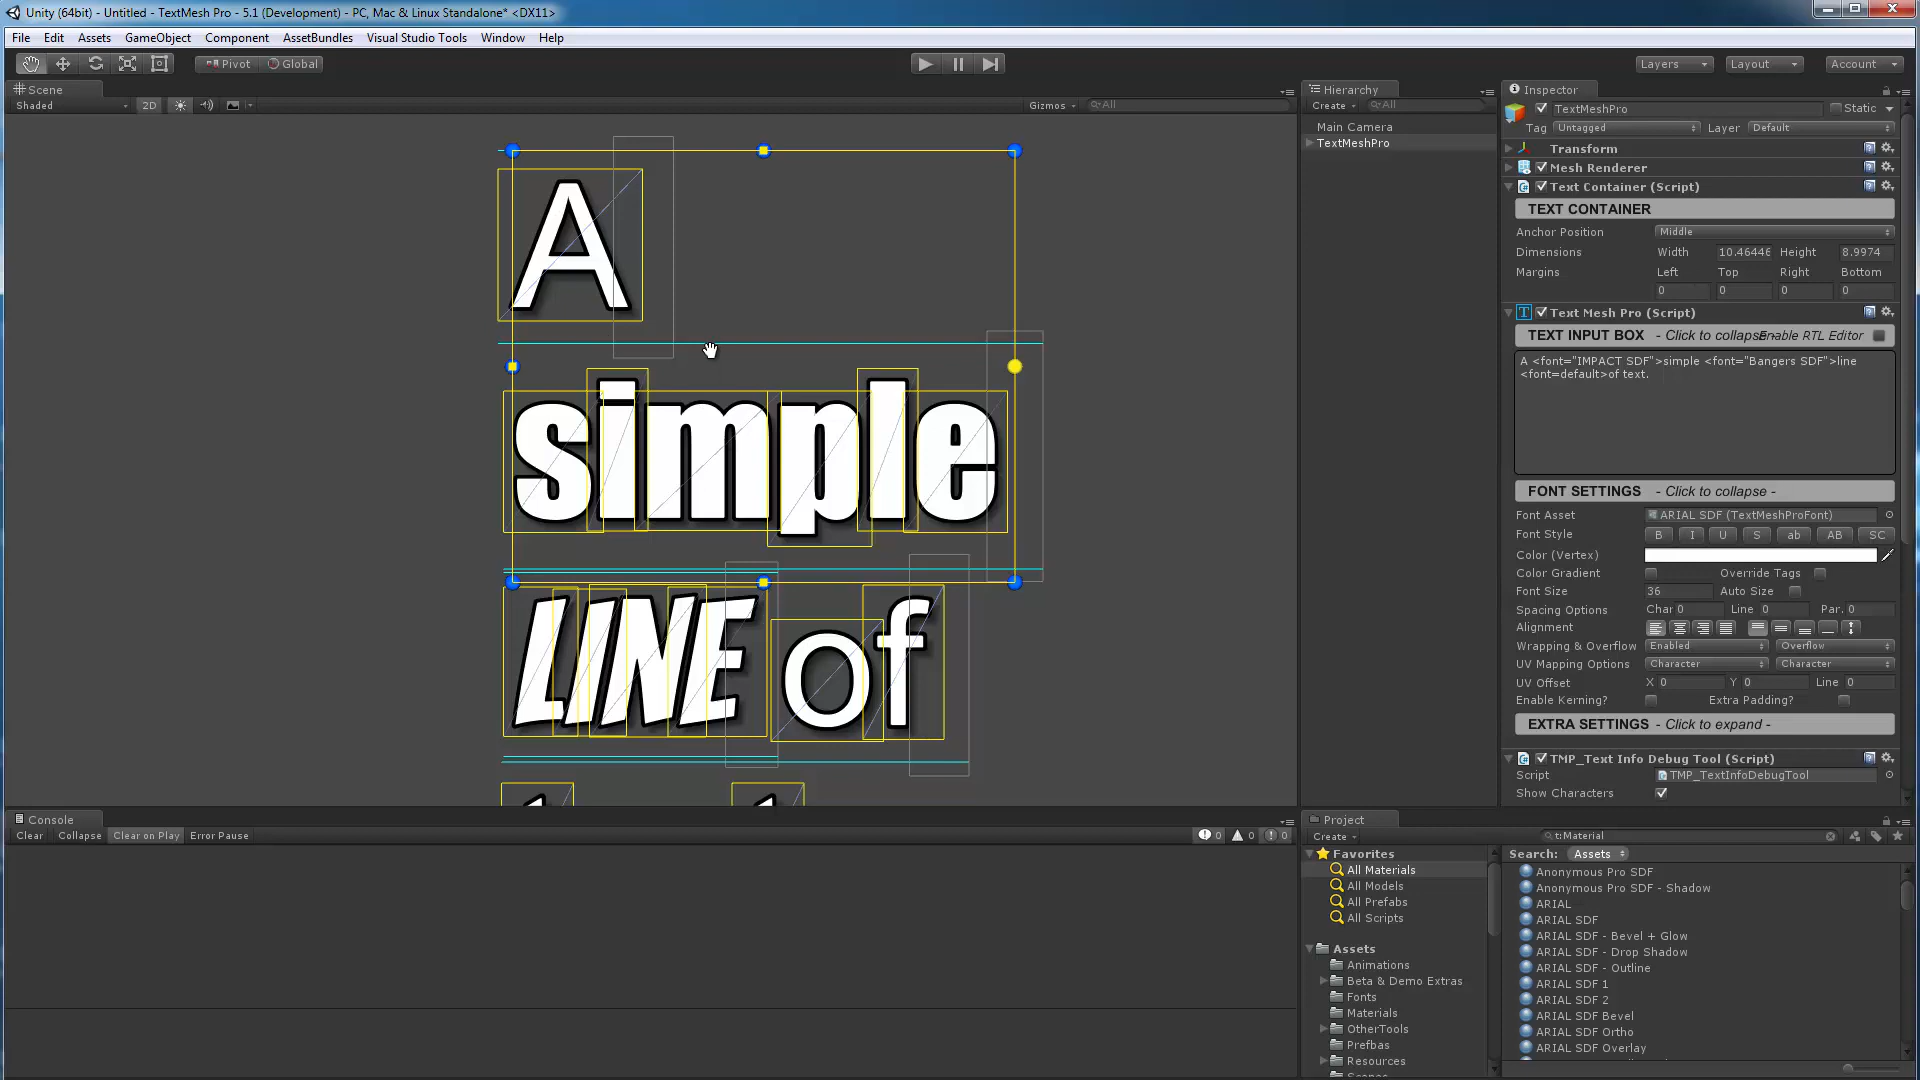 Unity (64bit) - Untitled - TextMesh Pro - 5.1 (Development) - PC, Mac & Linux Standalone* <DX11>
File Edit Assets GameObject Component AssetBundles Visual Studio Tools Window Help
Pivot Global Layers Layout Account
Scene
Shaded 2D Gizmos All
A
simple
LINE of
Hierarchy
Create All
Main Camera
TextMeshPro
Inspector
TextMeshPro Static
Tag Untagged Layer Default
Transform
Mesh Renderer
Text Container (Script)
TEXT CONTAINER
Anchor Position Middle
Dimensions Width 10.46446 Height 8.9974
Margins Left Top Right Bottom
0 0 0 0
Text Mesh Pro (Script)
TEXT INPUT BOX - Click to collapse - Enable RTL Editor
A <font="IMPACT SDF">simple <font="Bangers SDF">line
<font=default>of text.
FONT SETTINGS - Click to collapse -
Font Asset ARIAL SDF (TextMeshProFont)
Font Style B I U S ab AB SC
Color (Vertex)
Color Gradient Override Tags
Font Size 36 Auto Size
Spacing Options Char 0 Line 0 Par. 0
Alignment
Wrapping & Overflow Enabled Overflow
UV Mapping Options Character Character
UV Offset X 0 Y 0 Line 0
Enable Kerning? Extra Padding?
EXTRA SETTINGS - Click to expand -
TMP_Text Info Debug Tool (Script)
Script TMP_TextInfoDebugTool
Show Characters
Console
Clear Collapse Clear on Play Error Pause 0 0 0
Project
Create t:Material
Favorites
All Materials
All Models
All Prefabs
All Scripts
Assets
Animations
Beta & Demo Extras
Fonts
Materials
OtherTools
Prefbas
Resources
Search: Assets
Anonymous Pro SDF
Anonymous Pro SDF - Shadow
ARIAL
ARIAL SDF
ARIAL SDF - Bevel + Glow
ARIAL SDF - Drop Shadow
ARIAL SDF - Outline
ARIAL SDF 1
ARIAL SDF 2
ARIAL SDF Bevel
ARIAL SDF Ortho
ARIAL SDF Overlay